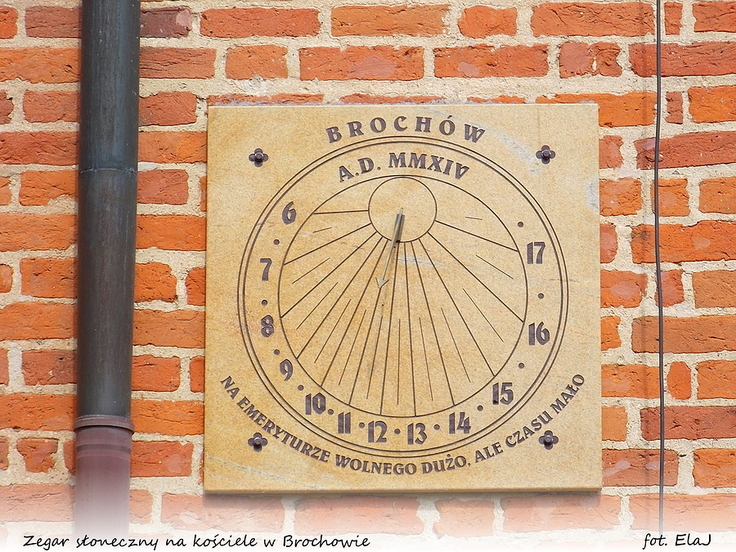 BROCHÓW
A.D. MMXIV
6
7
8
9
10
11
12
13
14
15
16
17
NA EMERYTURZE WOLNEGO DUŻO, ALE CZASU MAŁO
Zegar słoneczny na kościele w Brochowie
fot. ElaJ